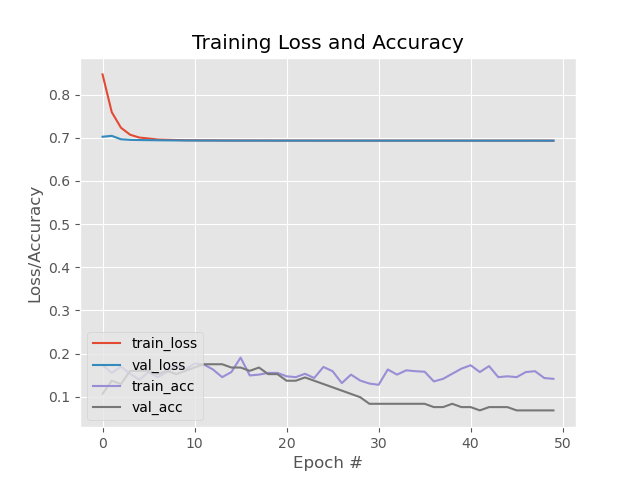 Training Loss and Accuracy
Loss/Accuracy
0.8
0.7
0.6
0.5
0.4
0.3
0.2
0.1
train_loss
val_loss
train_acc
val_acc
0 10 20 30 40 50
Epoch #